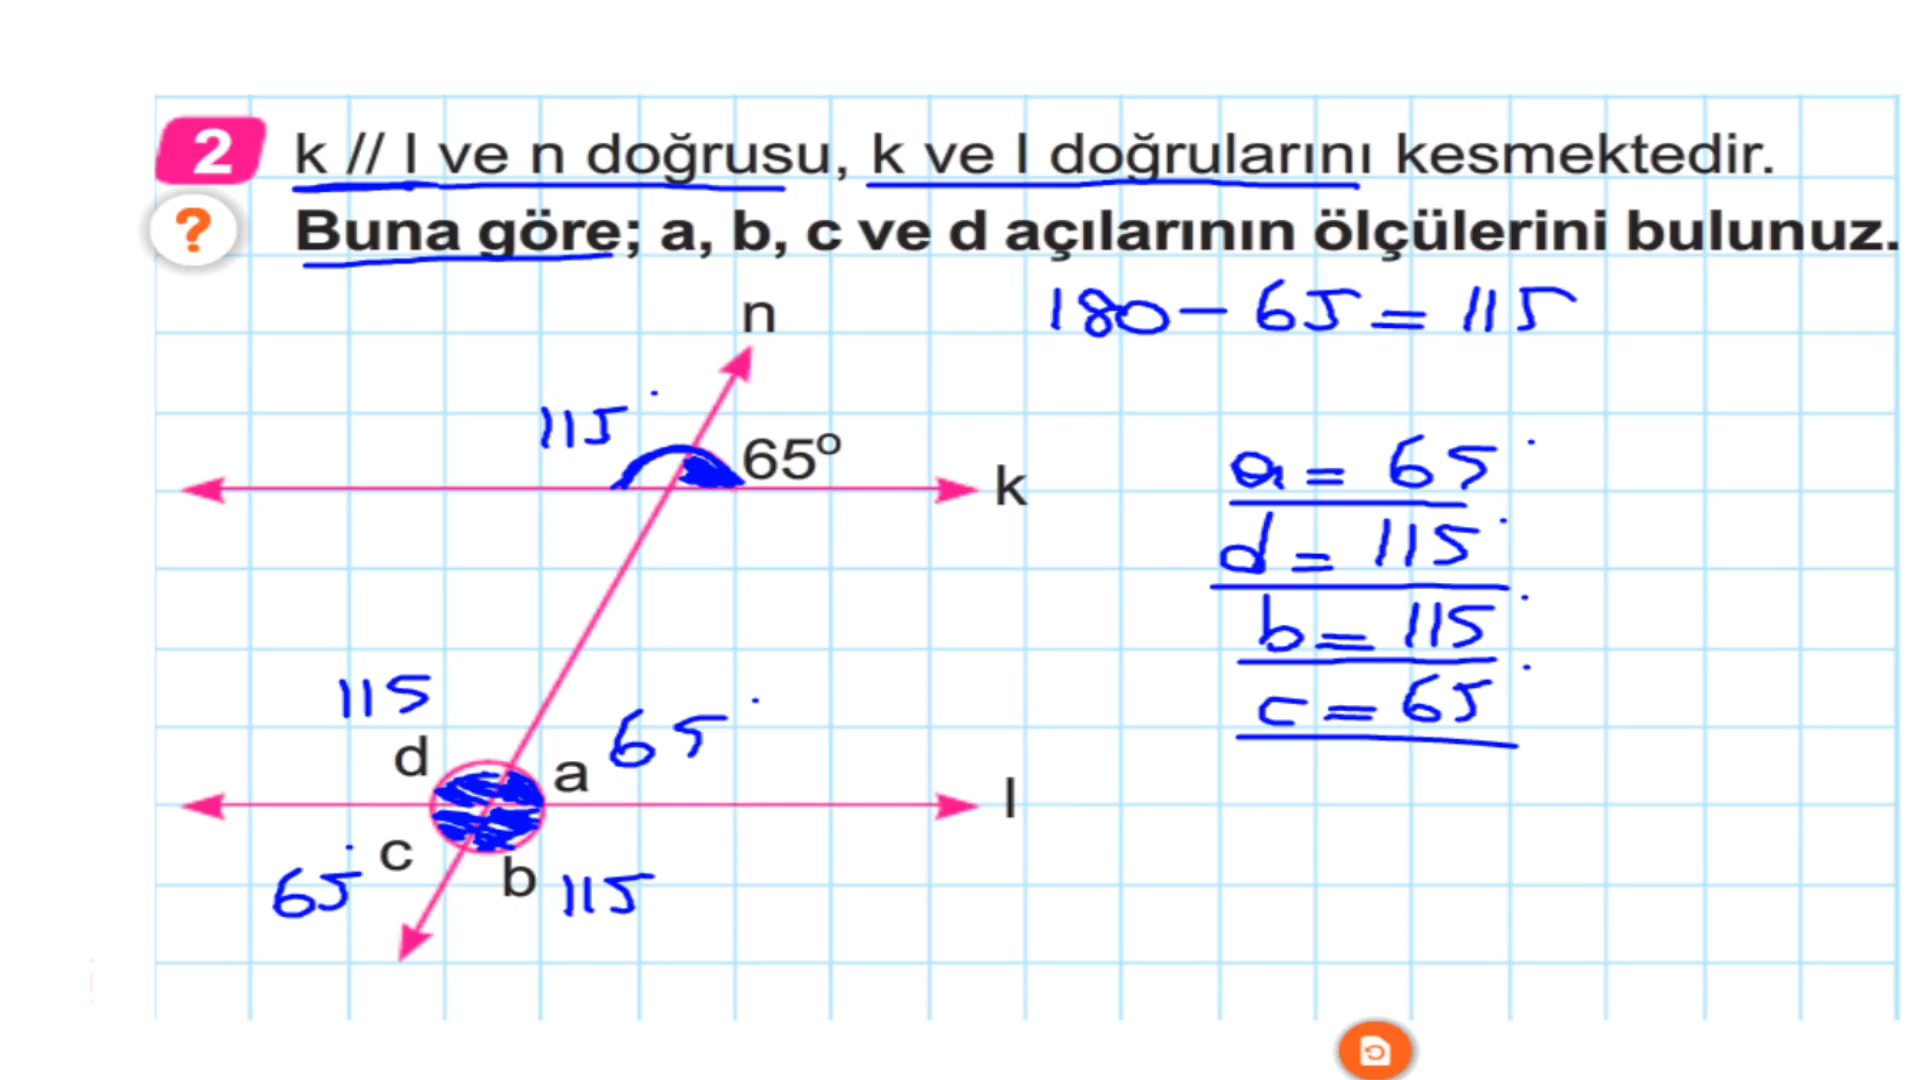 2 k // l ve n doğrusu, k ve l doğrularını kesmektedir.
? Buna göre; a, b, c ve d açılarının ölçülerini bulunuz.
180 - 65 = 115
n
115
65º
k
a = 65
d = 115
b = 115
c = 65
115
d
a 65
l
c
65
b 115